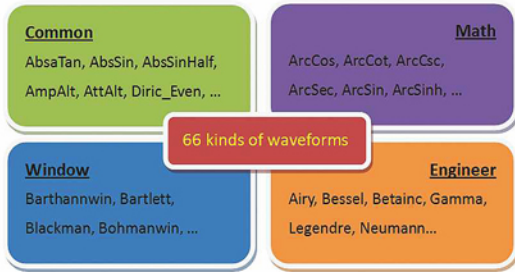 Common
AbsaTan, AbsSin, AbsSinHalf,
AmpAlt, AttAlt, Diric_Even, ...
Math
ArcCos, ArcCot, ArcCsc,
ArcSec, ArcSin, ArcSinh, ...
66 kinds of waveforms
Window
Barthannwin, Bartlett,
Blackman, Bohmanwin, ...
Engineer
Airy, Bessel, Betainc, Gamma,
Legendre, Neumann...